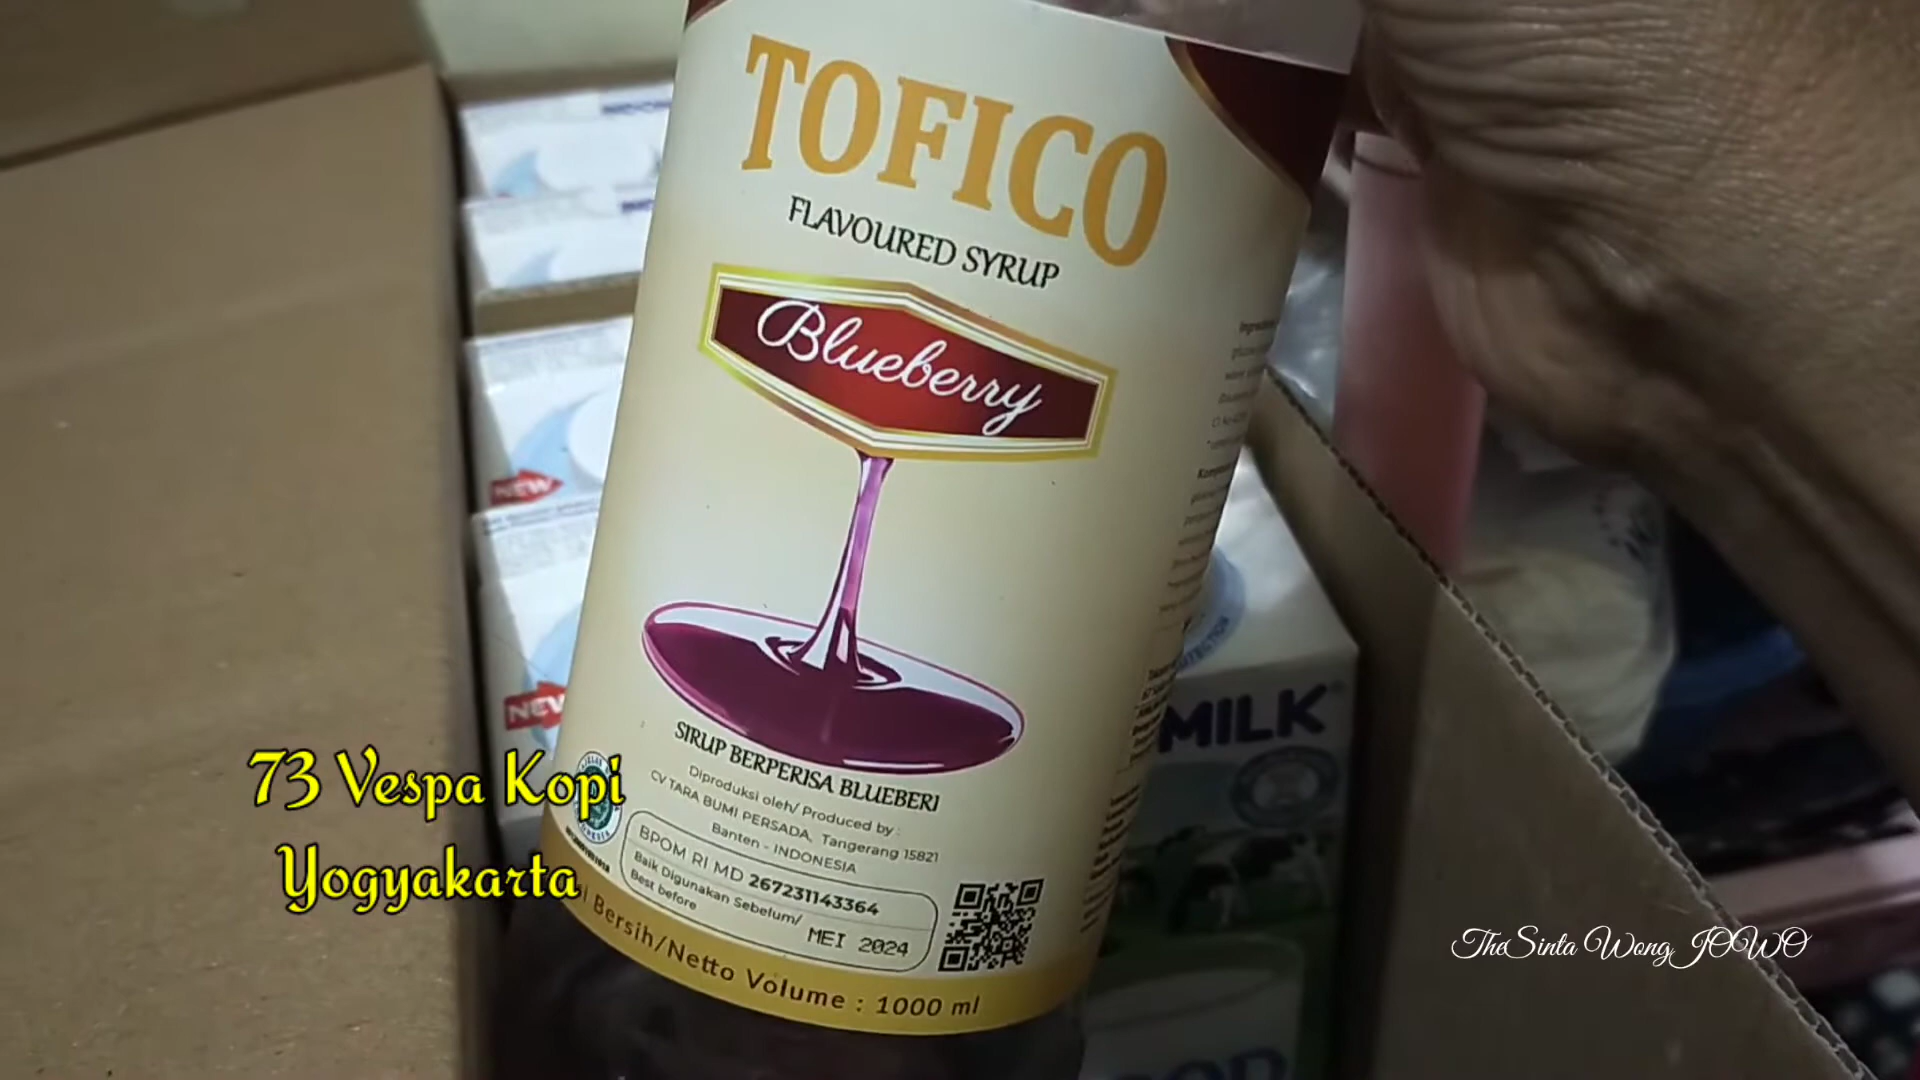 TOFICO
FLAVOURED SYRUP
Blueberry
SIRUP BERPERISA BLUEBERI
Diproduksi oleh/ Produced by :
CV TARA BUMI PERSADA, Tangerang 15821
Banten - INDONESIA
BPOM RI MD 267231143364
Baik Digunakan Sebelum/
Best before
MEI 2024
Bersih/Netto Volume : 1000 ml
NEW
NEW
MILK
73 Vespa Kopi
Yogyakarta
TheSinta Wong JOWO